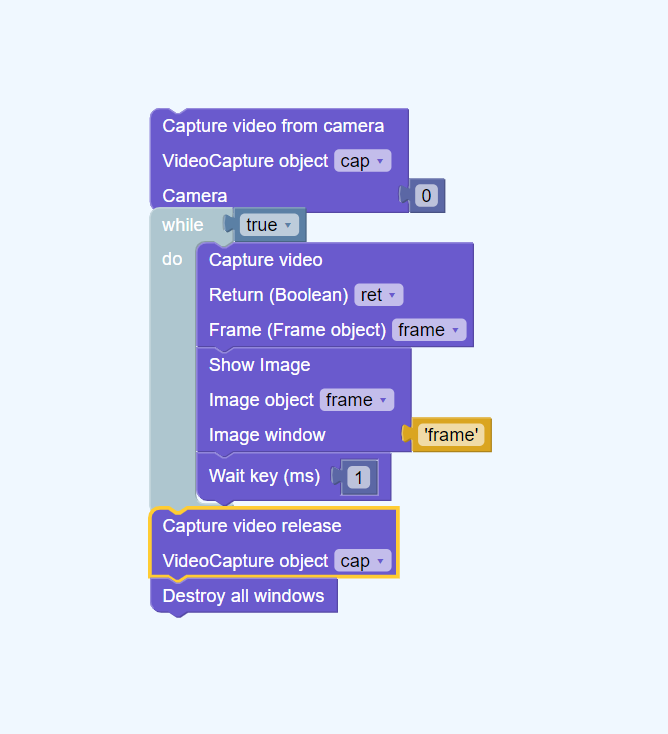 Capture video from camera
VideoCapture object cap
Camera 0
while true
do Capture video
Return (Boolean) ret
Frame (Frame object) frame
Show Image
Image object frame
Image window 'frame'
Wait key (ms) 1
Capture video release
VideoCapture object cap
Destroy all windows